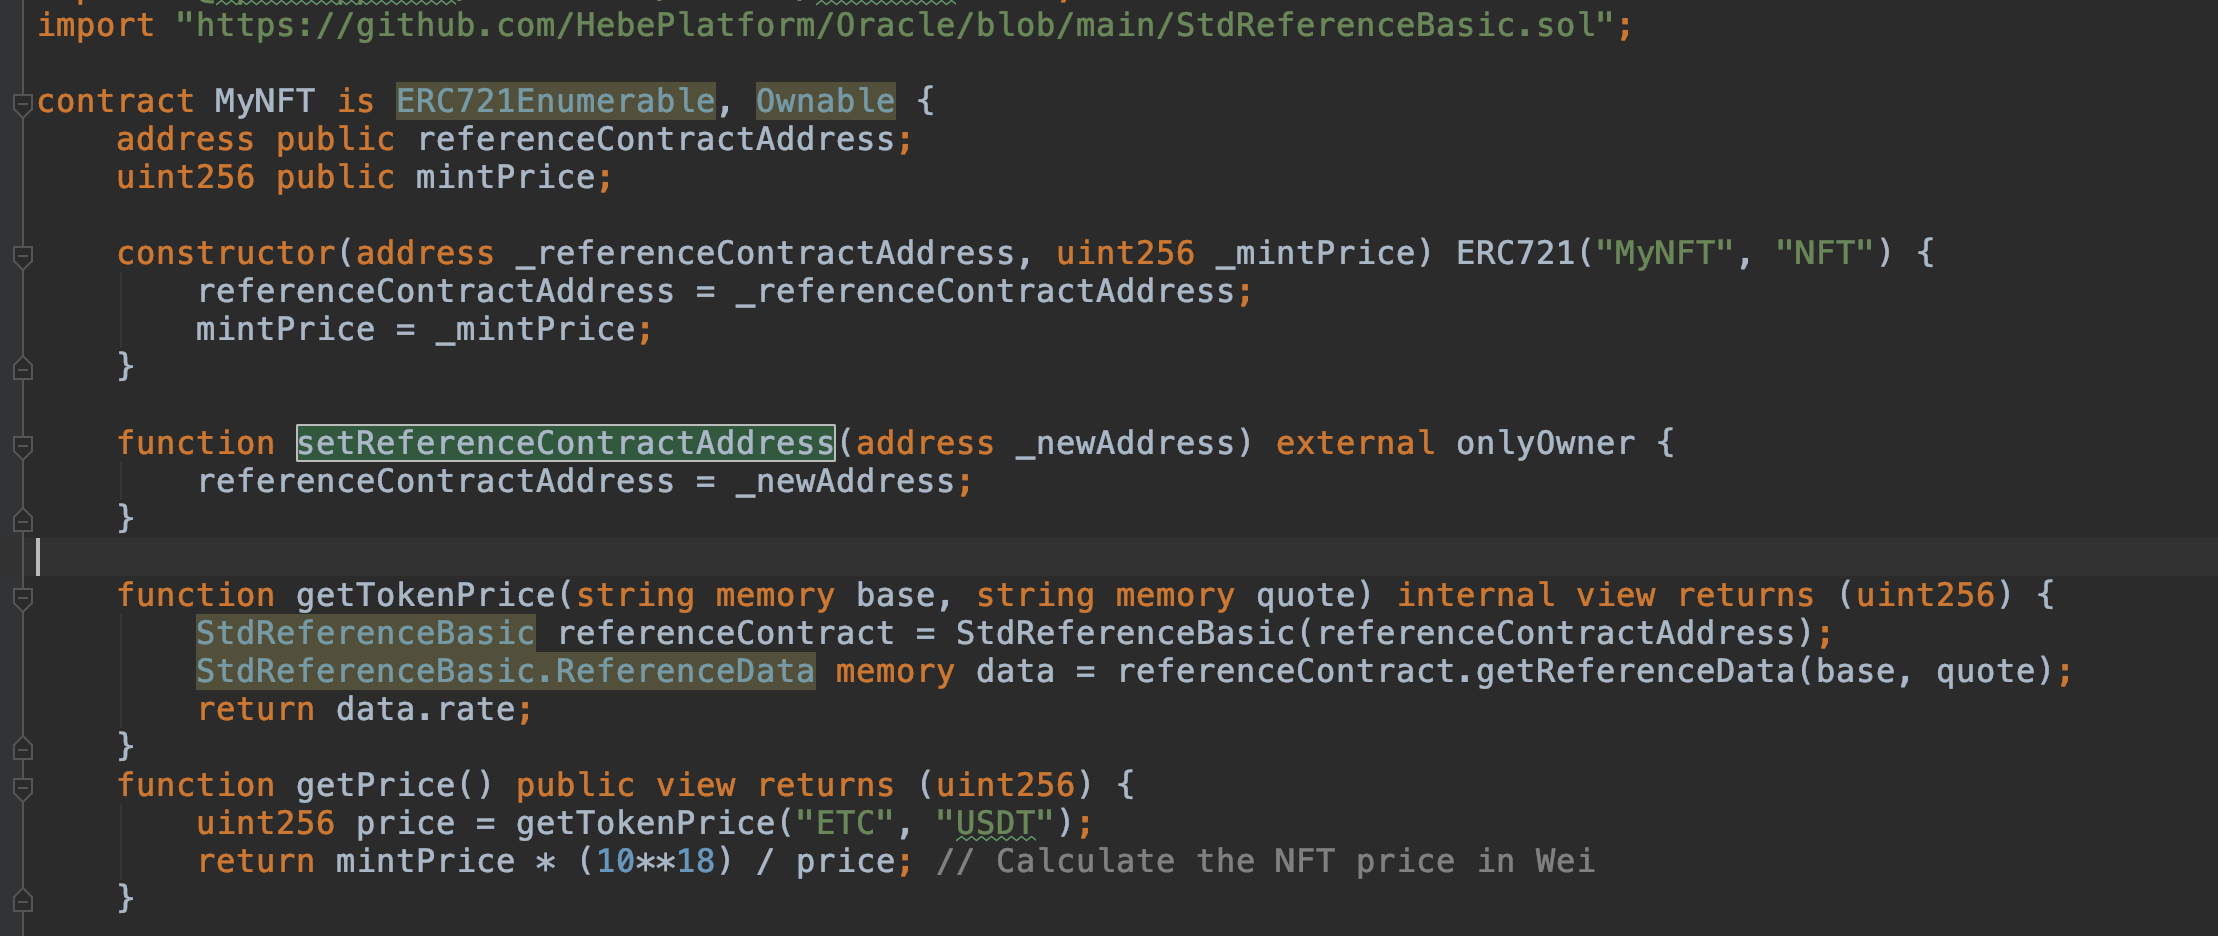 import "https://github.com/HebePlatform/Oracle/blob/main/StdReferenceBasic.sol";
contract MyNFT is ERC721Enumerable, Ownable {
address public referenceContractAddress;
uint256 public mintPrice;
constructor(address _referenceContractAddress, uint256 _mintPrice) ERC721("MyNFT", "NFT") {
referenceContractAddress = _referenceContractAddress;
mintPrice = _mintPrice;
}
function setReferenceContractAddress(address _newAddress) external onlyOwner {
referenceContractAddress = _newAddress;
}
function getTokenPrice(string memory base, string memory quote) internal view returns (uint256) {
StdReferenceBasic referenceContract = StdReferenceBasic(referenceContractAddress);
StdReferenceBasic.ReferenceData memory data = referenceContract.getReferenceData(base, quote);
return data.rate;
}
function getPrice() public view returns (uint256) {
uint256 price = getTokenPrice("ETC", "USDT");
return mintPrice * (10**18) / price; // Calculate the NFT price in Wei
}